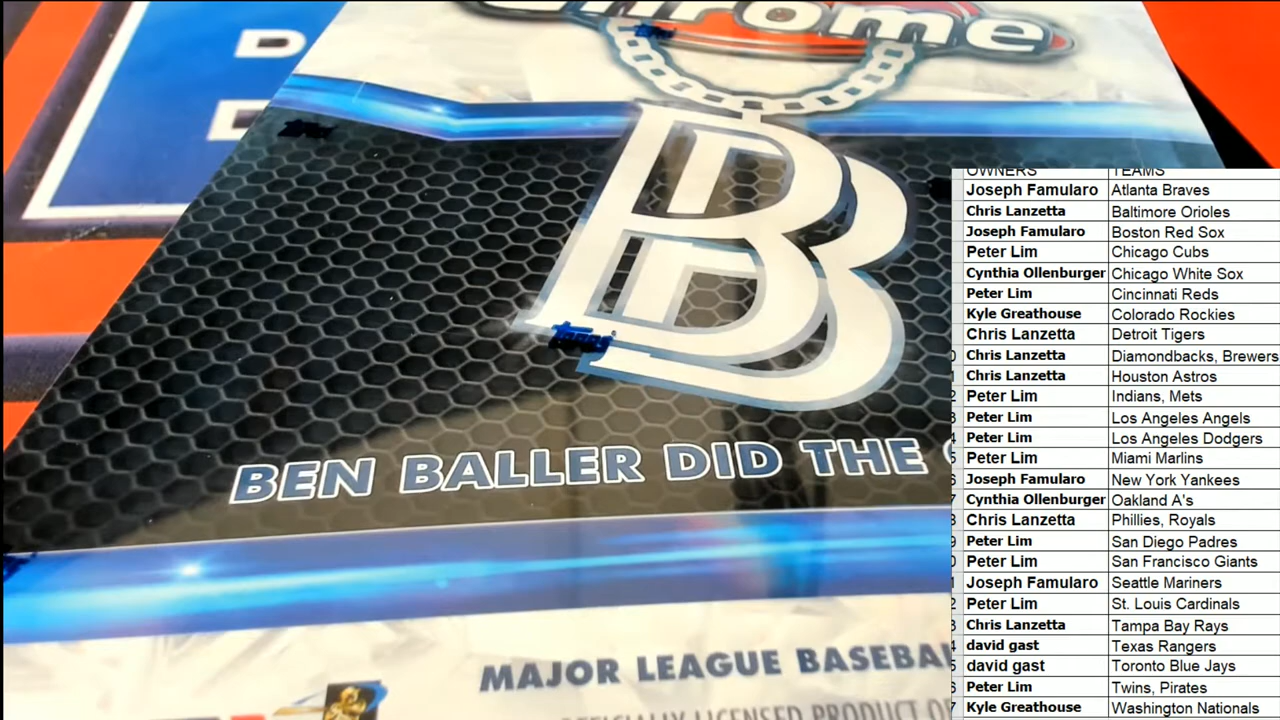 Chrome
BEN BALLER DID THE
MAJOR LEAGUE BASEBAL
OFFICIALLY LICENSED PRODUCT O
OWNERS TEAMS
Joseph Famularo Atlanta Braves
Chris Lanzetta Baltimore Orioles
Joseph Famularo Boston Red Sox
Peter Lim Chicago Cubs
Cynthia Ollenburger Chicago White Sox
Peter Lim Cincinnati Reds
Kyle Greathouse Colorado Rockies
Chris Lanzetta Detroit Tigers
Chris Lanzetta Diamondbacks, Brewers
Chris Lanzetta Houston Astros
Peter Lim Indians, Mets
Peter Lim Los Angeles Angels
Peter Lim Los Angeles Dodgers
Peter Lim Miami Marlins
Joseph Famularo New York Yankees
Cynthia Ollenburger Oakland A's
Chris Lanzetta Phillies, Royals
Peter Lim San Diego Padres
Peter Lim San Francisco Giants
Joseph Famularo Seattle Mariners
Peter Lim St. Louis Cardinals
Chris Lanzetta Tampa Bay Rays
david gast Texas Rangers
david gast Toronto Blue Jays
Peter Lim Twins, Pirates
Kyle Greathouse Washington Nationals